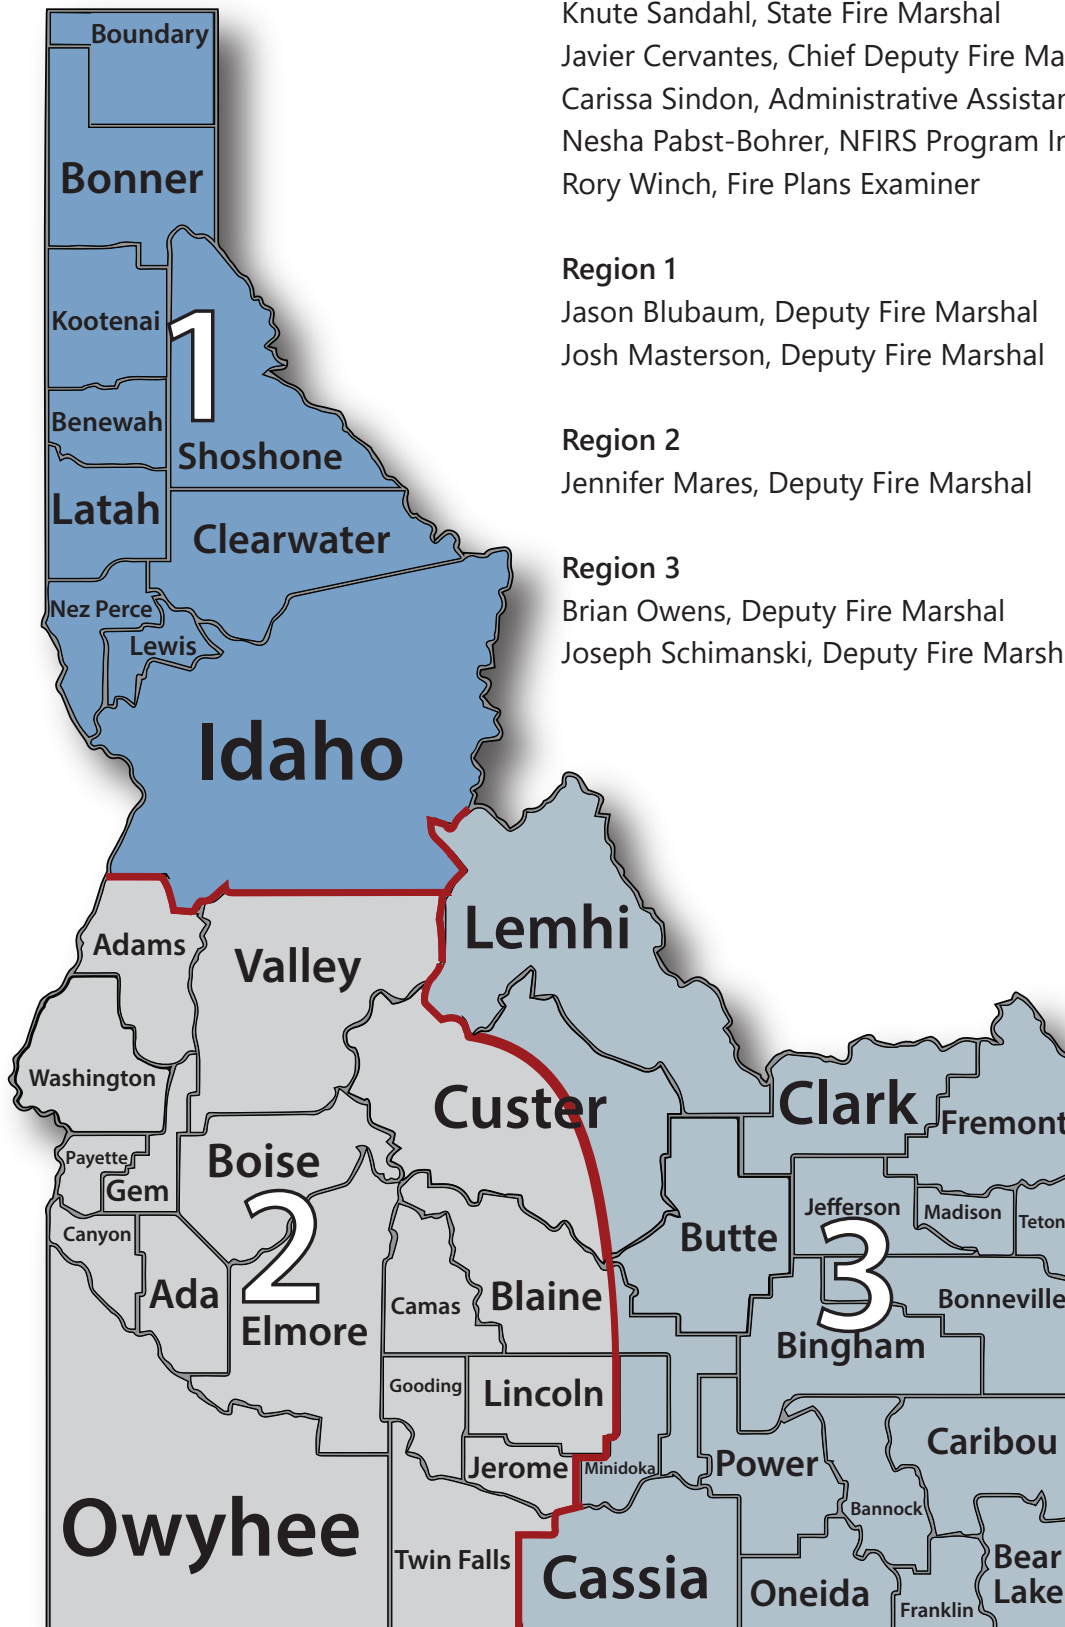 Knute Sandahl, State Fire Marshal
Javier Cervantes, Chief Deputy Fire Ma
Carissa Sindon, Administrative Assistan
Nesha Pabst-Bohrer, NFIRS Program In
Rory Winch, Fire Plans Examiner
Region 1
Jason Blubaum, Deputy Fire Marshal
Josh Masterson, Deputy Fire Marshal
Region 2
Jennifer Mares, Deputy Fire Marshal
Region 3
Brian Owens, Deputy Fire Marshal
Joseph Schimanski, Deputy Fire Marsh
Boundary
Bonner
Kootenai
1
Benewah
Shoshone
Latah
Clearwater
Nez Perce
Lewis
Idaho
Lemhi
Adams
Valley
Washington
Custer
Clark
Fremont
Payette
Boise
Gem
2
Canyon
Ada
Elmore
Camas
Blaine
Butte
Jefferson
Madison
Teton
3
Bonneville
Bingham
Gooding
Lincoln
Jerome
Minidoka
Power
Caribou
Bannock
Owyhee
Twin Falls
Cassia
Oneida
Franklin
Bear
Lake